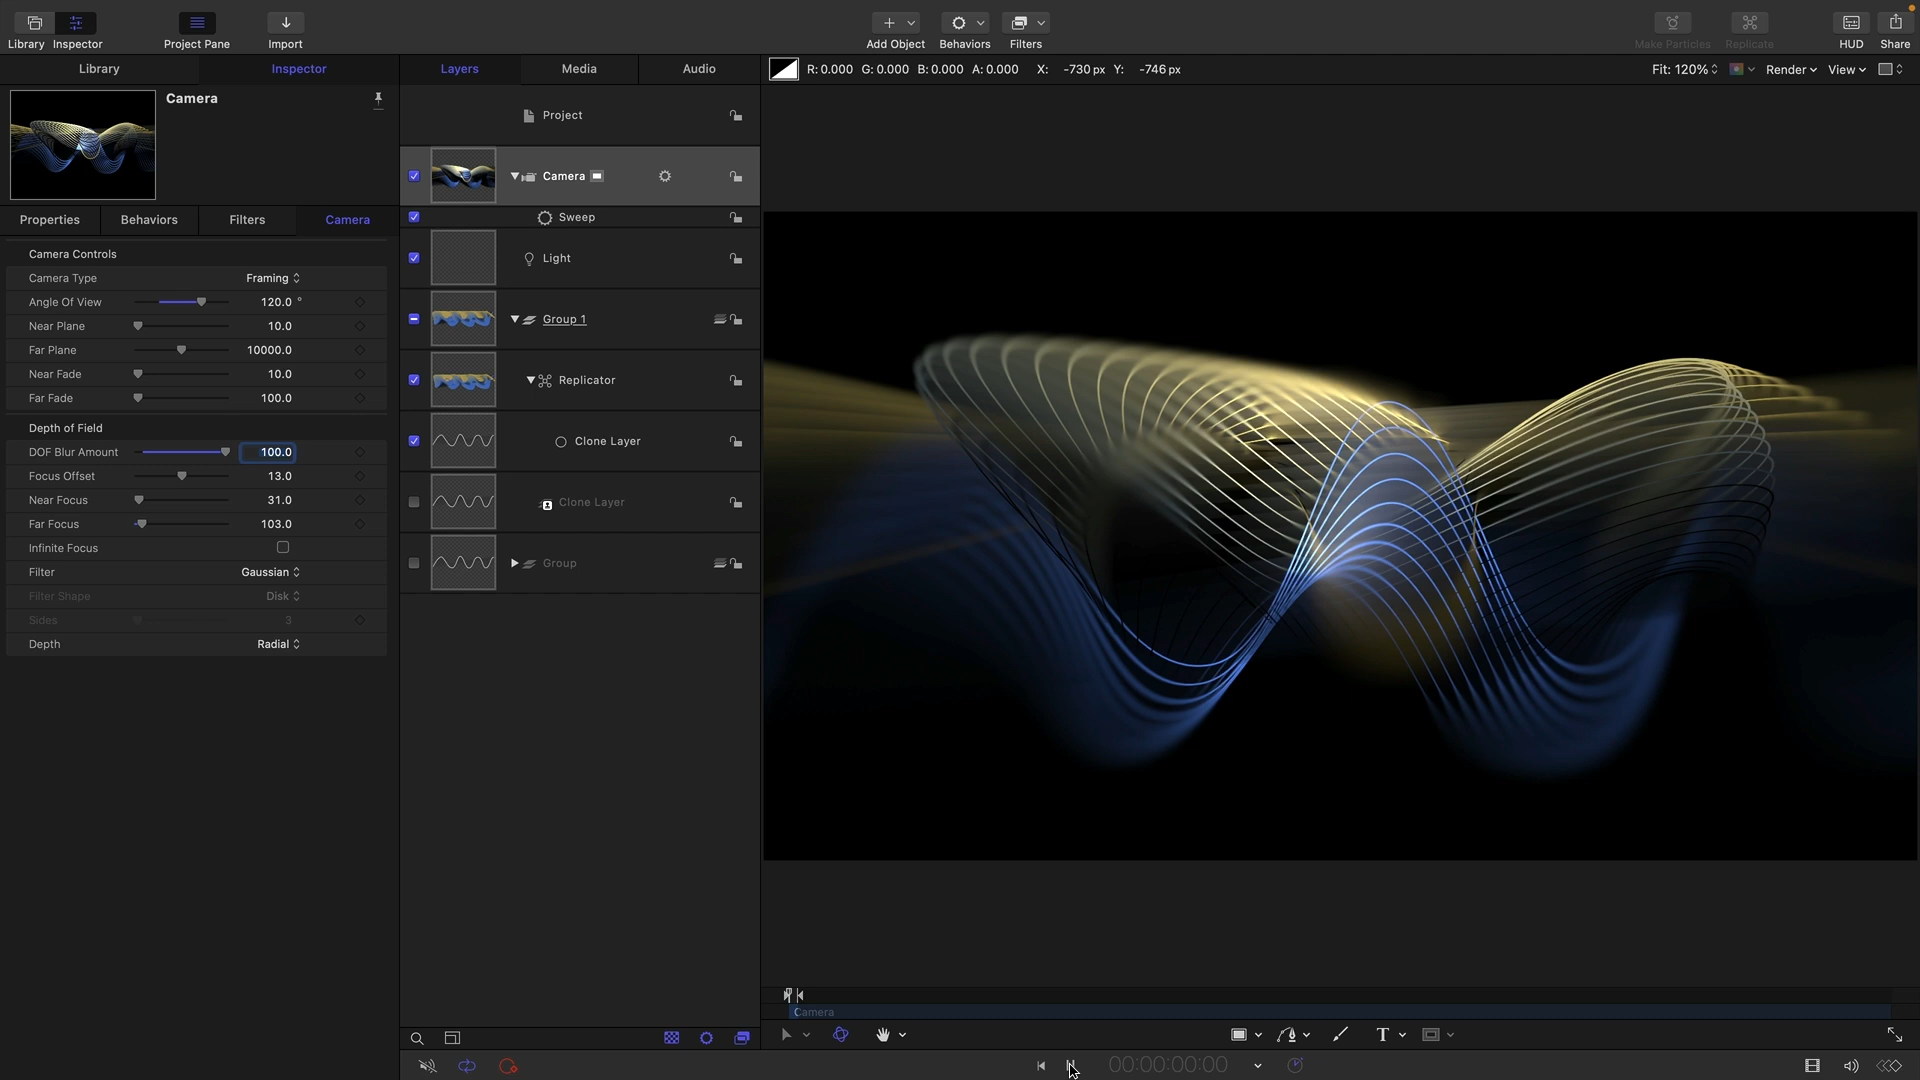 Library Inspector Project Pane Import Add Object Behaviors Filters Make Particles Replicate HUD Share
Library Inspector Layers Media Audio R: 0.000 G: 0.000 B: 0.000 A: 0.000 X: -730 px Y: -746 px Fit: 120% Render View
Camera
Properties Behaviors Filters Camera
Camera Controls
Camera Type Framing
Angle Of View 120.0 °
Near Plane 10.0
Far Plane 10000.0
Near Fade 10.0
Far Fade 100.0
Depth of Field
DOF Blur Amount 100.0
Focus Offset 13.0
Near Focus 31.0
Far Focus 103.0
Infinite Focus
Filter Gaussian
Filter Shape Disk
Sides 3
Depth Radial
Project
Camera
Sweep
Light
Group 1
Replicator
Clone Layer
Clone Layer
Group
Camera
T
00:00:00:00